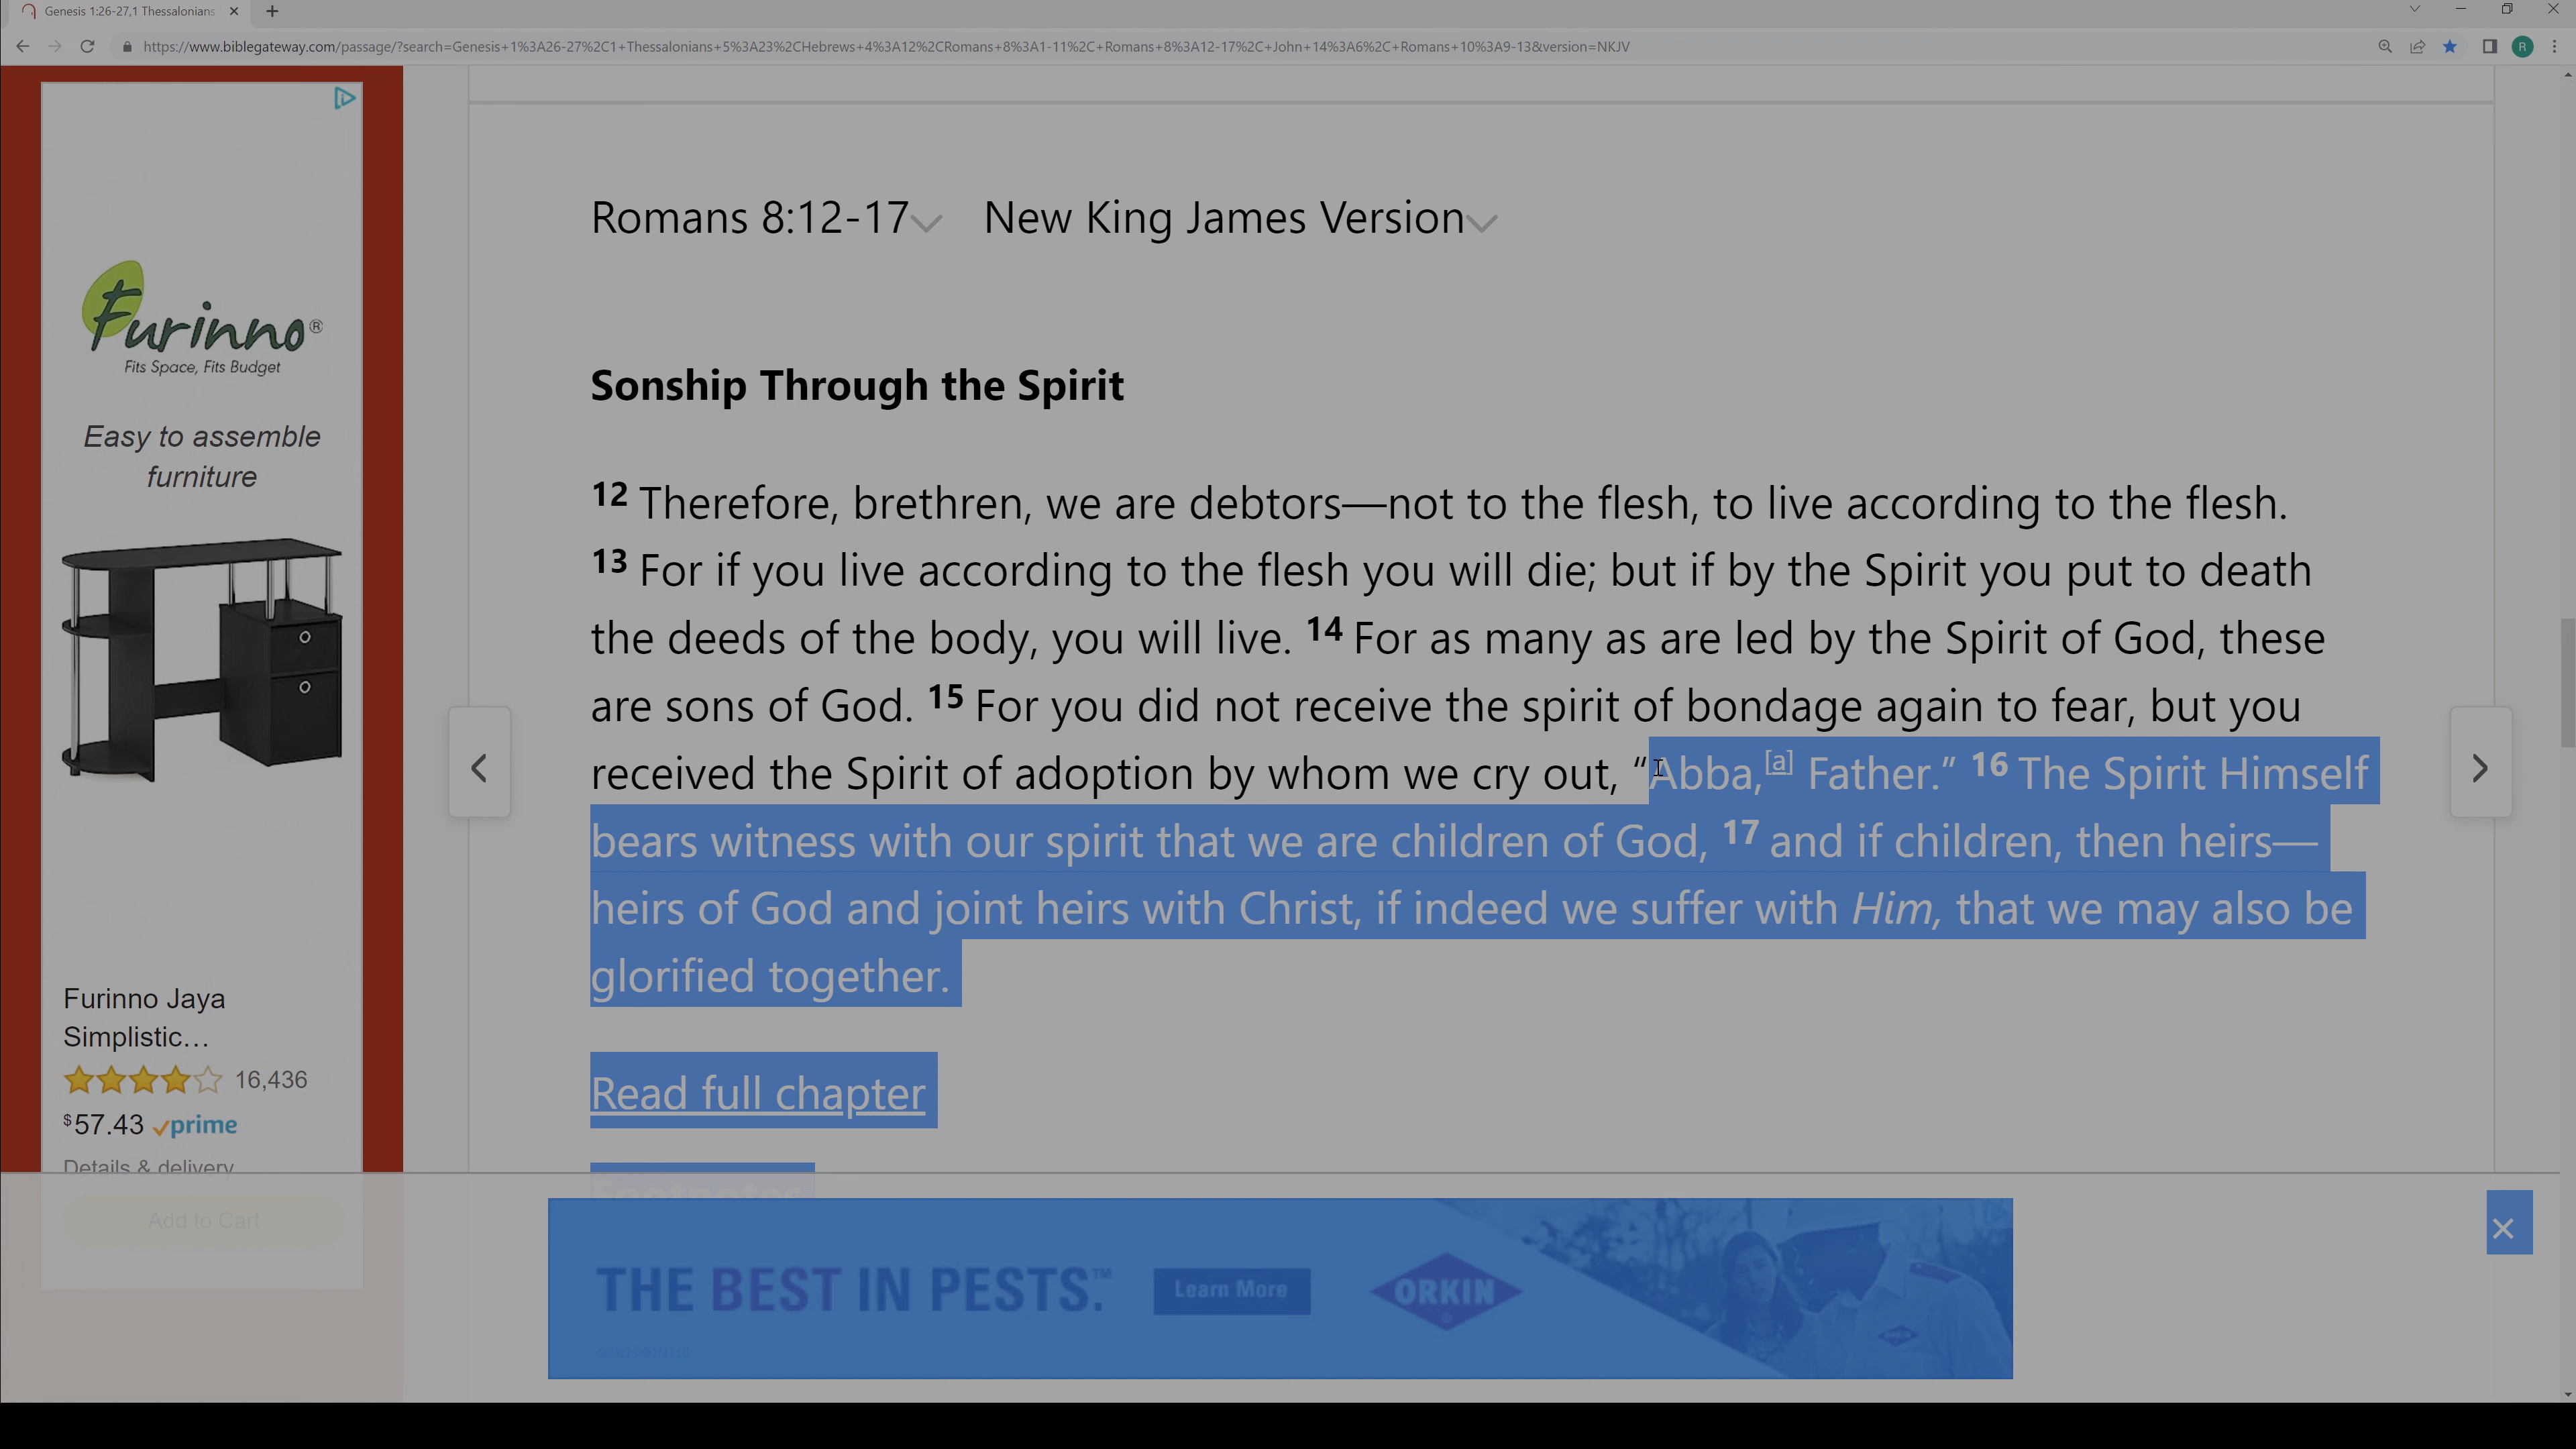 Genesis 1:26-27,1 Thessalonians
https://www.biblegateway.com/passage/?search=Genesis+1%3A26-27%2C1+Thessalonians+5%3A23%2CHebrews+4%3A12%2CRomans+8%3A1-11%2C+Romans+8%3A12-17%2C+John+14%3A6%2C+Romans+10%3A9-13&version=NKJV
R
Furinno®
Fits Space, Fits Budget
Easy to assemble
furniture
Furinno Jaya
Simplistic...
16,436
$57.43 prime
Details & delivery
Add to Cart
Romans 8:12-17 New King James Version
Sonship Through the Spirit
12 Therefore, brethren, we are debtors—not to the flesh, to live according to the flesh.
13 For if you live according to the flesh you will die; but if by the Spirit you put to death
the deeds of the body, you will live. 14 For as many as are led by the Spirit of God, these
are sons of God. 15 For you did not receive the spirit of bondage again to fear, but you
received the Spirit of adoption by whom we cry out, “Abba,[a] Father.” 16 The Spirit Himself
bears witness with our spirit that we are children of God, 17 and if children, then heirs—
heirs of God and joint heirs with Christ, if indeed we suffer with Him, that we may also be
glorified together.
Read full chapter
Footnotes
THE BEST IN PESTS.™
Learn More
ORKIN